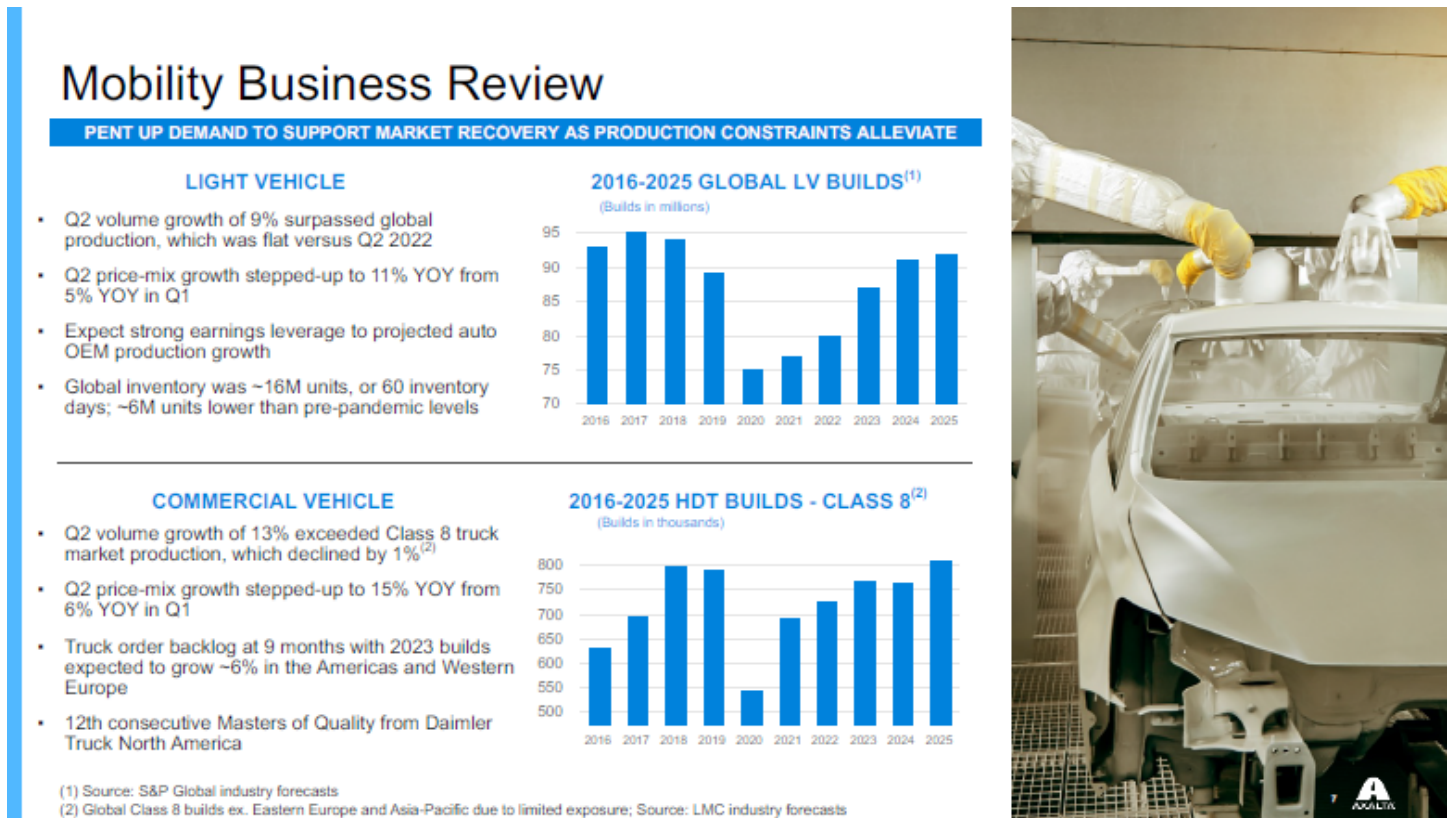 Mobility Business Review
PENT UP DEMAND TO SUPPORT MARKET RECOVERY AS PRODUCTION CONSTRAINTS ALLEVIATE
LIGHT VEHICLE
• Q2 volume growth of 9% surpassed global
production, which was flat versus Q2 2022
• Q2 price-mix growth stepped-up to 11% YOY from
5% YOY in Q1
• Expect strong earnings leverage to projected auto
OEM production growth
• Global inventory was ~16M units, or 60 inventory
days; ~6M units lower than pre-pandemic levels
2016-2025 GLOBAL LV BUILDS(1)
(Builds in millions)
95
90
85
80
75
70
2016 2017 2018 2019 2020 2021 2022 2023 2024 2025
COMMERCIAL VEHICLE
• Q2 volume growth of 13% exceeded Class 8 truck
market production, which declined by 1%(2)
• Q2 price-mix growth stepped-up to 15% YOY from
6% YOY in Q1
• Truck order backlog at 9 months with 2023 builds
expected to grow ~6% in the Americas and Western
Europe
• 12th consecutive Masters of Quality from Daimler
Truck North America
2016-2025 HDT BUILDS - CLASS 8(2)
(Builds in thousands)
800
750
700
650
600
550
500
2016 2017 2018 2019 2020 2021 2022 2023 2024 2025
(1) Source: S&P Global industry forecasts
(2) Global Class 8 builds ex. Eastern Europe and Asia-Pacific due to limited exposure; Source: LMC industry forecasts
7
AXALTA